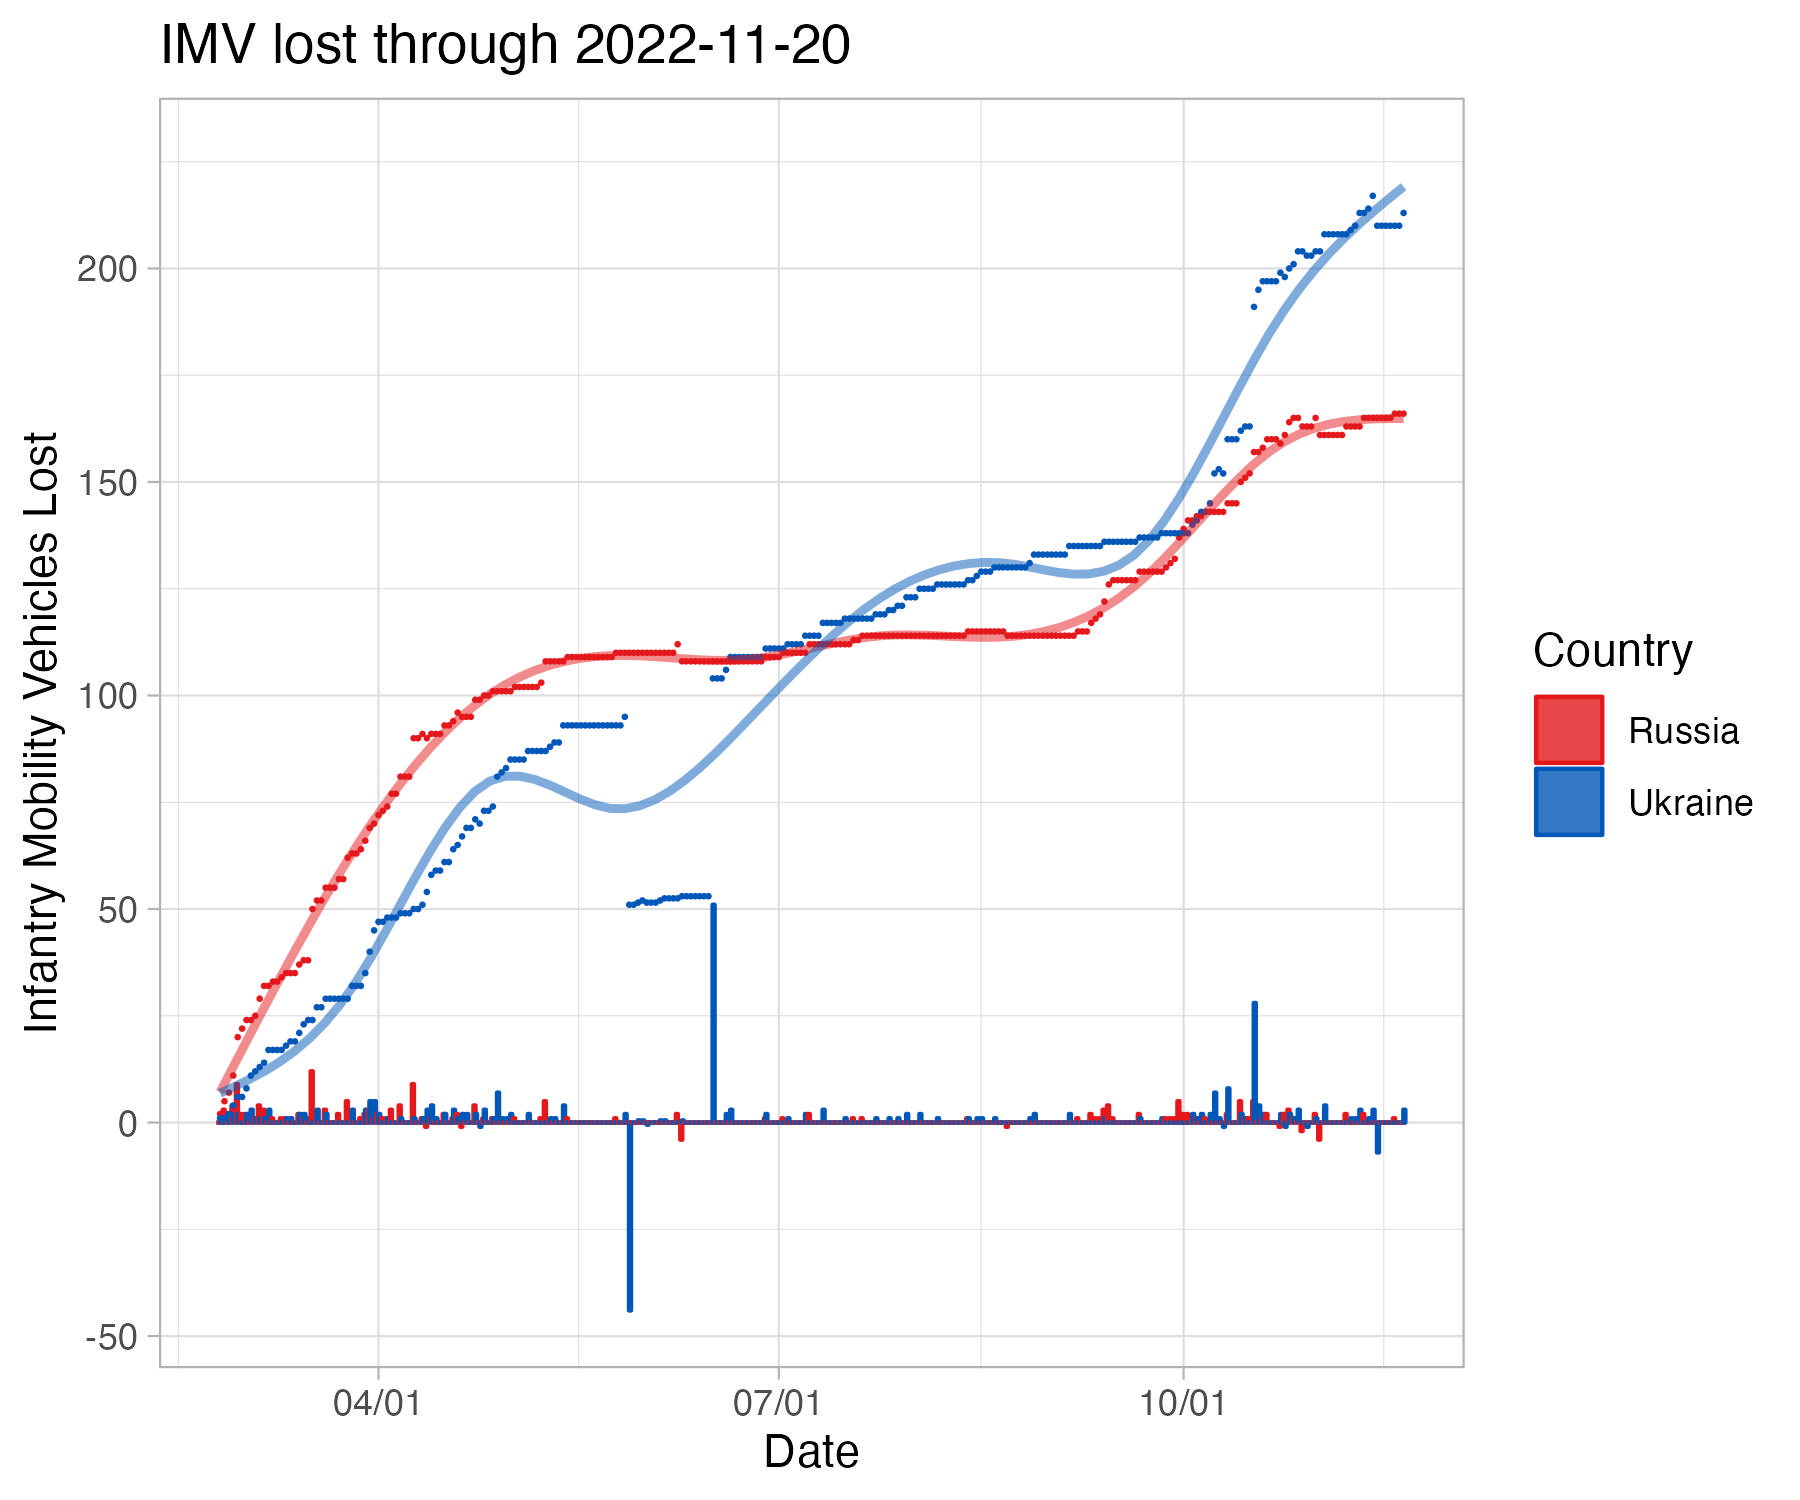 IMV lost through 2022-11-20
Infantry Mobility Vehicles Lost
200
150
100
50
0
-50
04/01 07/01 10/01
Date
Country
Russia
Ukraine